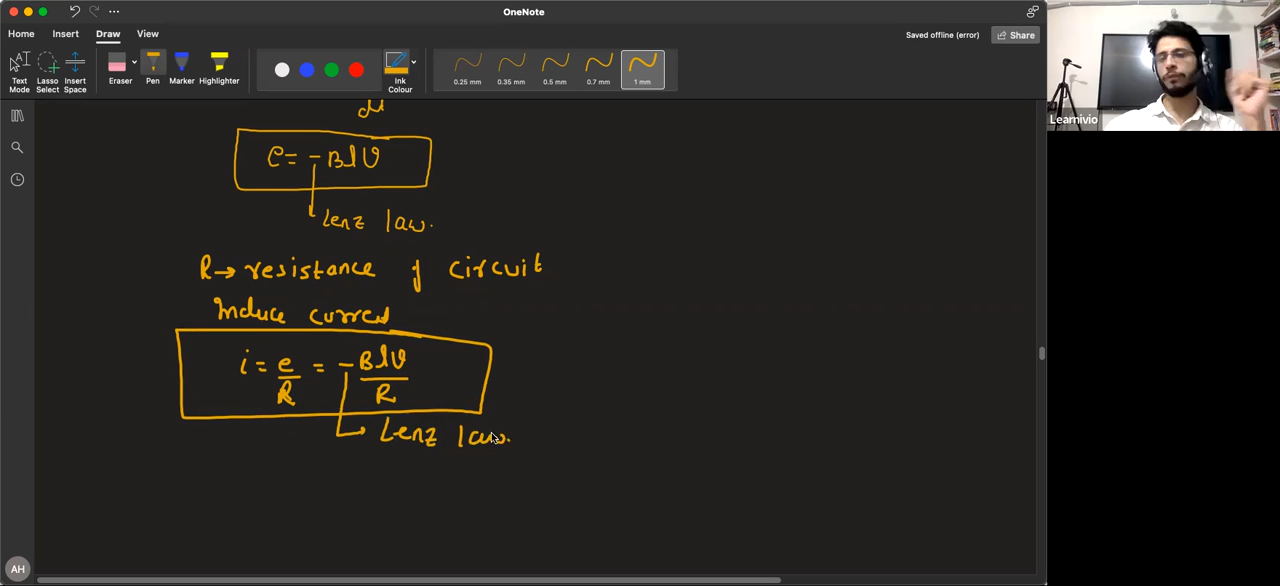 OneNote
Home Insert Draw View
Saved offline (error) Share
Text Mode
Lasso Select
Insert Space
Eraser
Pen
Marker
Highlighter
Ink Colour
0.25 mm 0.35 mm 0.5 mm 0.7 mm 1 mm
Learnivio
e = -Blv
Lenz law.
R → resistance of circuit
Induce current
i = e/R = -Blv/R
Lenz law.
AH